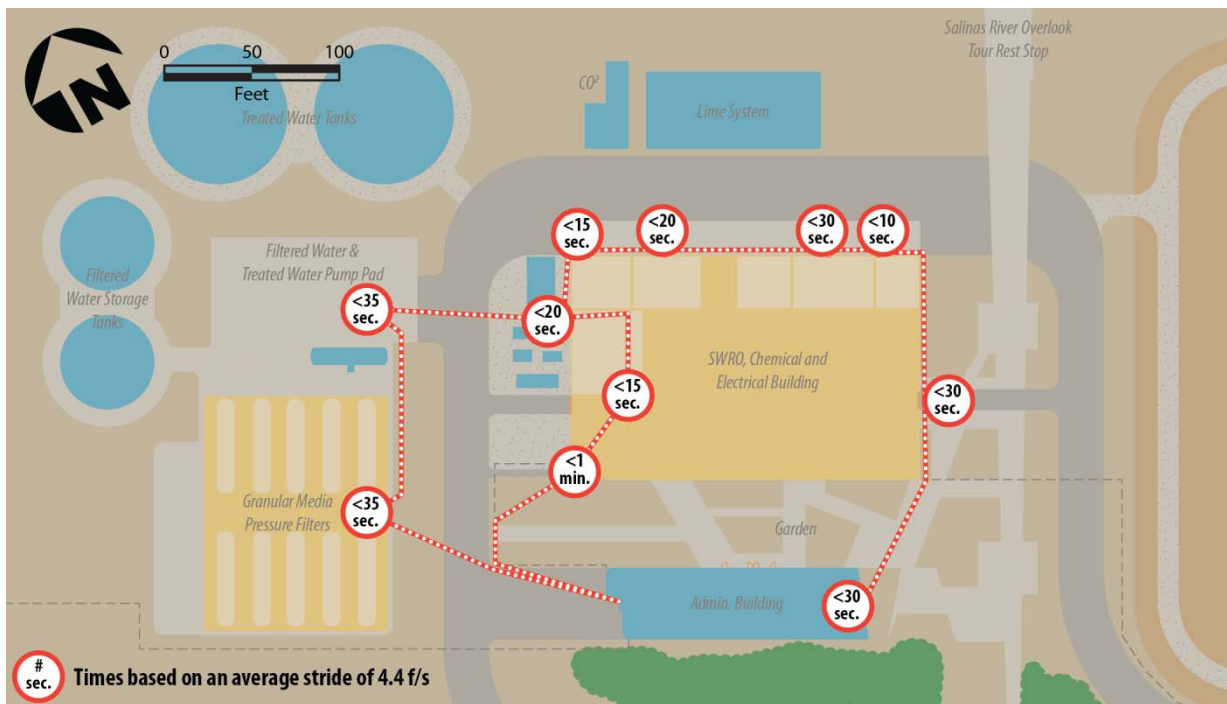 N
0 50 100
Feet
Treated Water Tanks
CO²
Lime System
Salinas River Overlook
Tour Rest Stop
Filtered
Water Storage
Tanks
Filtered Water &
Treated Water Pump Pad
<35
sec.
<20
sec.
<15
sec.
<20
sec.
<30
sec.
<10
sec.
SWRO, Chemical and
Electrical Building
<15
sec.
<30
sec.
<1
min.
Granular Media
Pressure Filters
<35
sec.
Garden
Admin. Building
<30
sec.
#
sec.
Times based on an average stride of 4.4 f/s